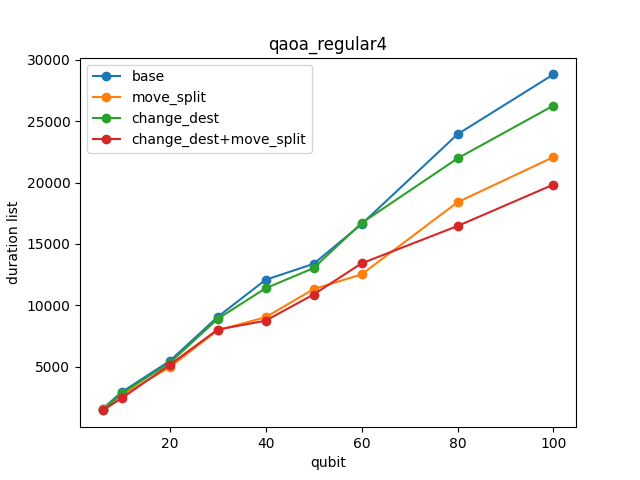 qaoa_regular4
30000
25000
20000
15000
10000
5000
duration list
base
move_split
change_dest
change_dest+move_split
20 40 60 80 100
qubit